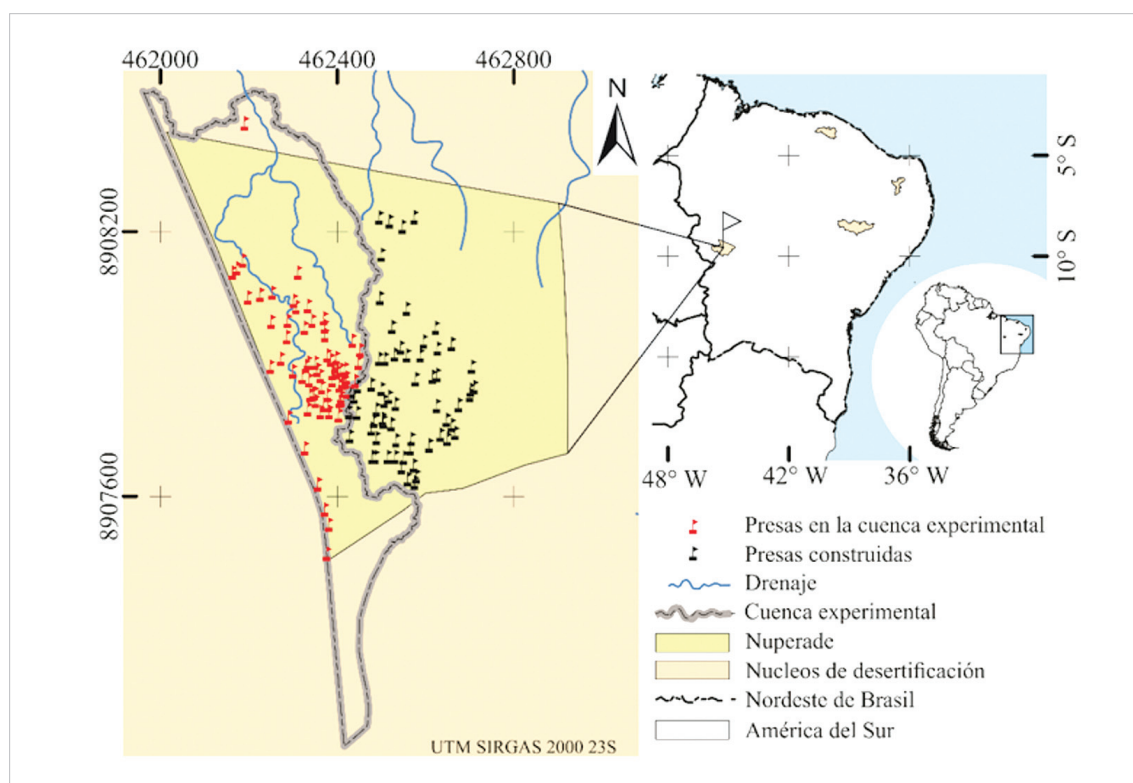 462000
462400
462800
N
5° S
8908200
10° S
8907600
48° W
42° W
36° W
Presas en la cuenca experimental
Presas construidas
Drenaje
Cuenca experimental
Nuperade
Nucleos de desertificación
Nordeste de Brasil
América del Sur
UTM SIRGAS 2000 23S